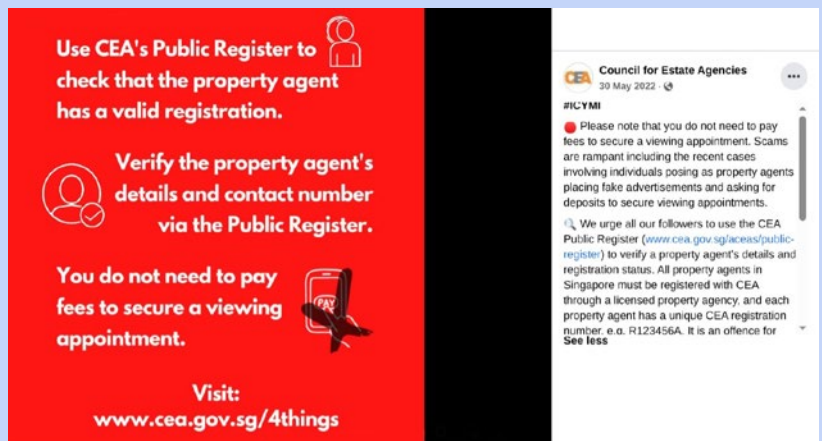 Use CEA's Public Register to
check that the property agent
has a valid registration.
Verify the property agent's
details and contact number
via the Public Register.
You do not need to pay
fees to secure a viewing
appointment.
PAY
Visit:
www.cea.gov.sg/4things
CEA
Council for Estate Agencies
30 May 2022 ·
#ICYMI
Please note that you do not need to pay
fees to secure a viewing appointment. Scams
are rampant including the recent cases
involving individuals posing as property agents
placing fake advertisements and asking for
deposits to secure viewing appointments.
We urge all our followers to use the CEA
Public Register (www.cea.gov.sg/aceas/public-
register) to verify a property agent's details and
registration status. All property agents in
Singapore must be registered with CEA
through a licensed property agency, and each
property agent has a unique CEA registration
number, e.g. R123456A. It is an offence for
See less